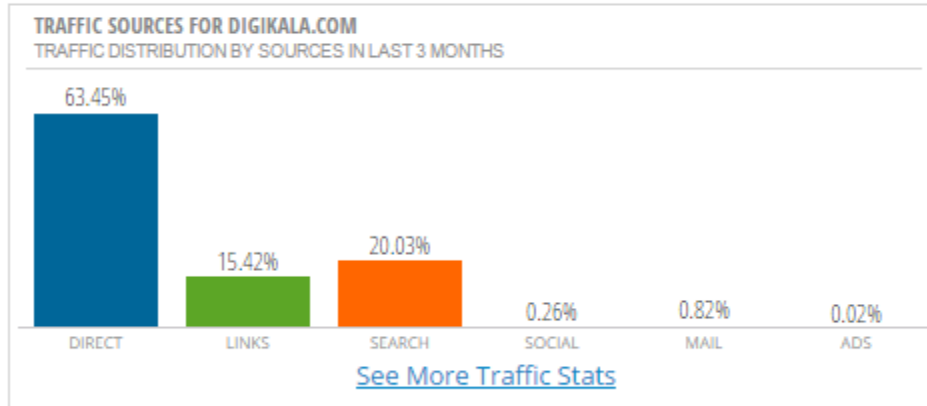 TRAFFIC SOURCES FOR DIGIKALA.COM
TRAFFIC DISTRIBUTION BY SOURCES IN LAST 3 MONTHS
63.45%
15.42%
20.03%
0.26%
0.82%
0.02%
DIRECT LINKS SEARCH SOCIAL MAIL ADS
See More Traffic Stats